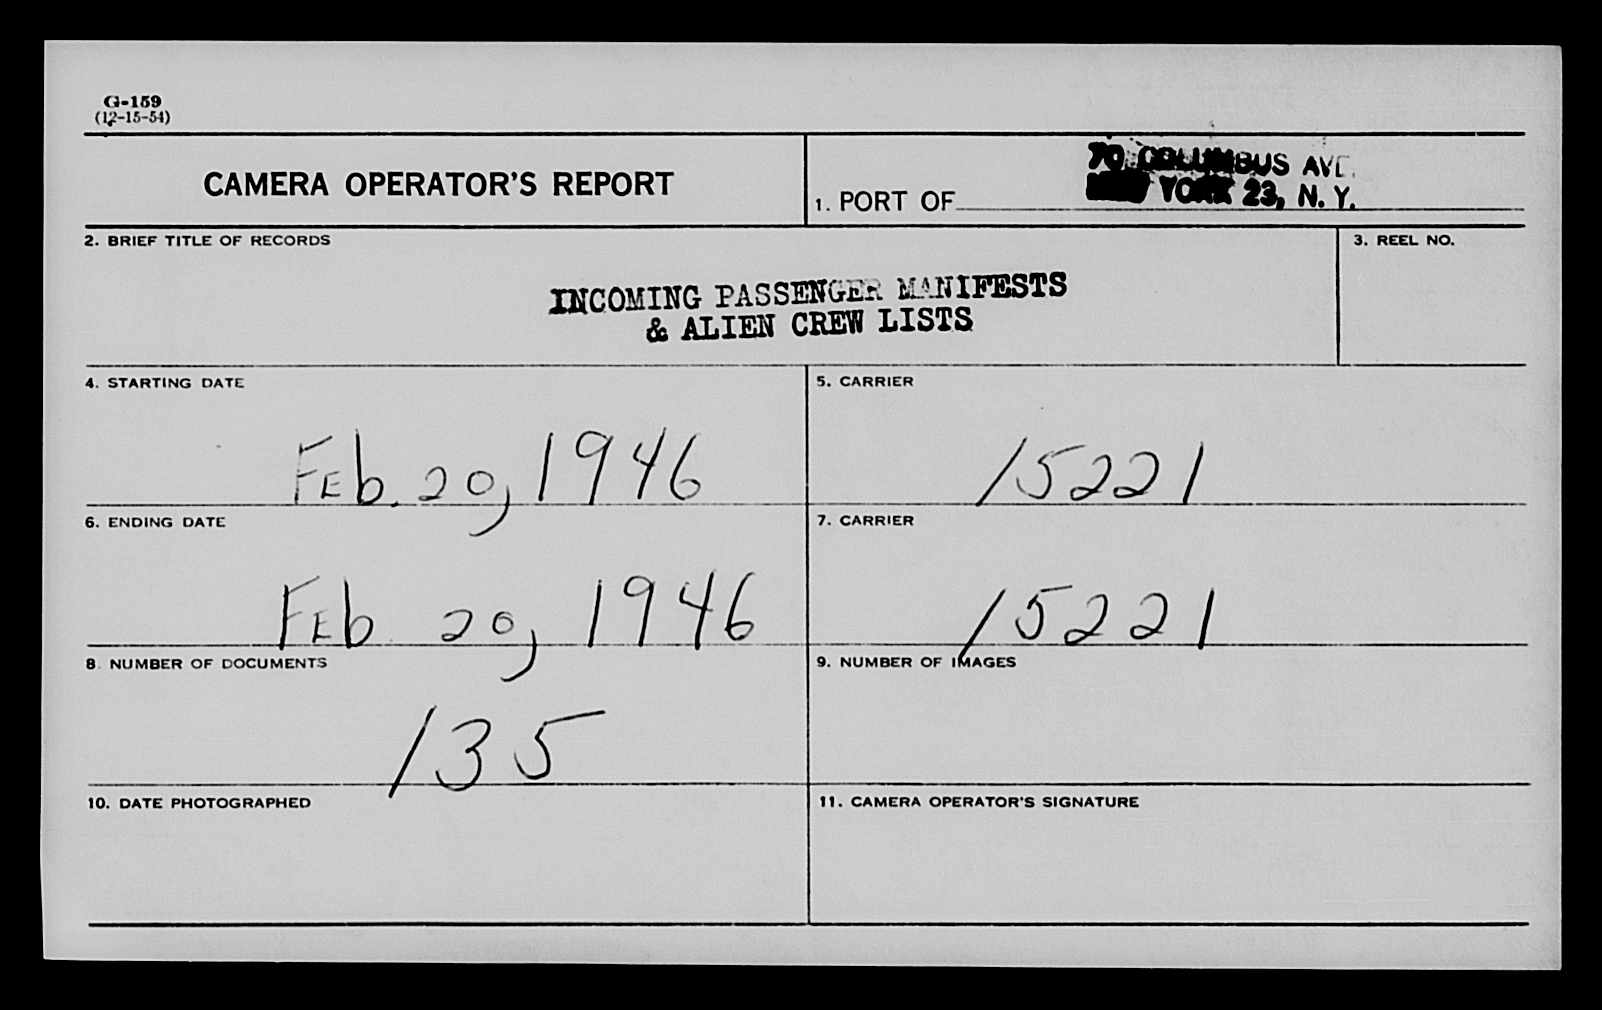 G-159
(12-15-54)
CAMERA OPERATOR'S REPORT
1. PORT OF
70 COLUMBUS AVE.
NEW YORK 23, N. Y.
2. BRIEF TITLE OF RECORDS
INCOMING PASSENGER MANIFESTS
& ALIEN CREW LISTS
3. REEL NO.
4. STARTING DATE
Feb. 20, 1946
5. CARRIER
15221
6. ENDING DATE
Feb 20, 1946
7. CARRIER
15221
8. NUMBER OF DOCUMENTS
135
9. NUMBER OF IMAGES
10. DATE PHOTOGRAPHED
11. CAMERA OPERATOR'S SIGNATURE